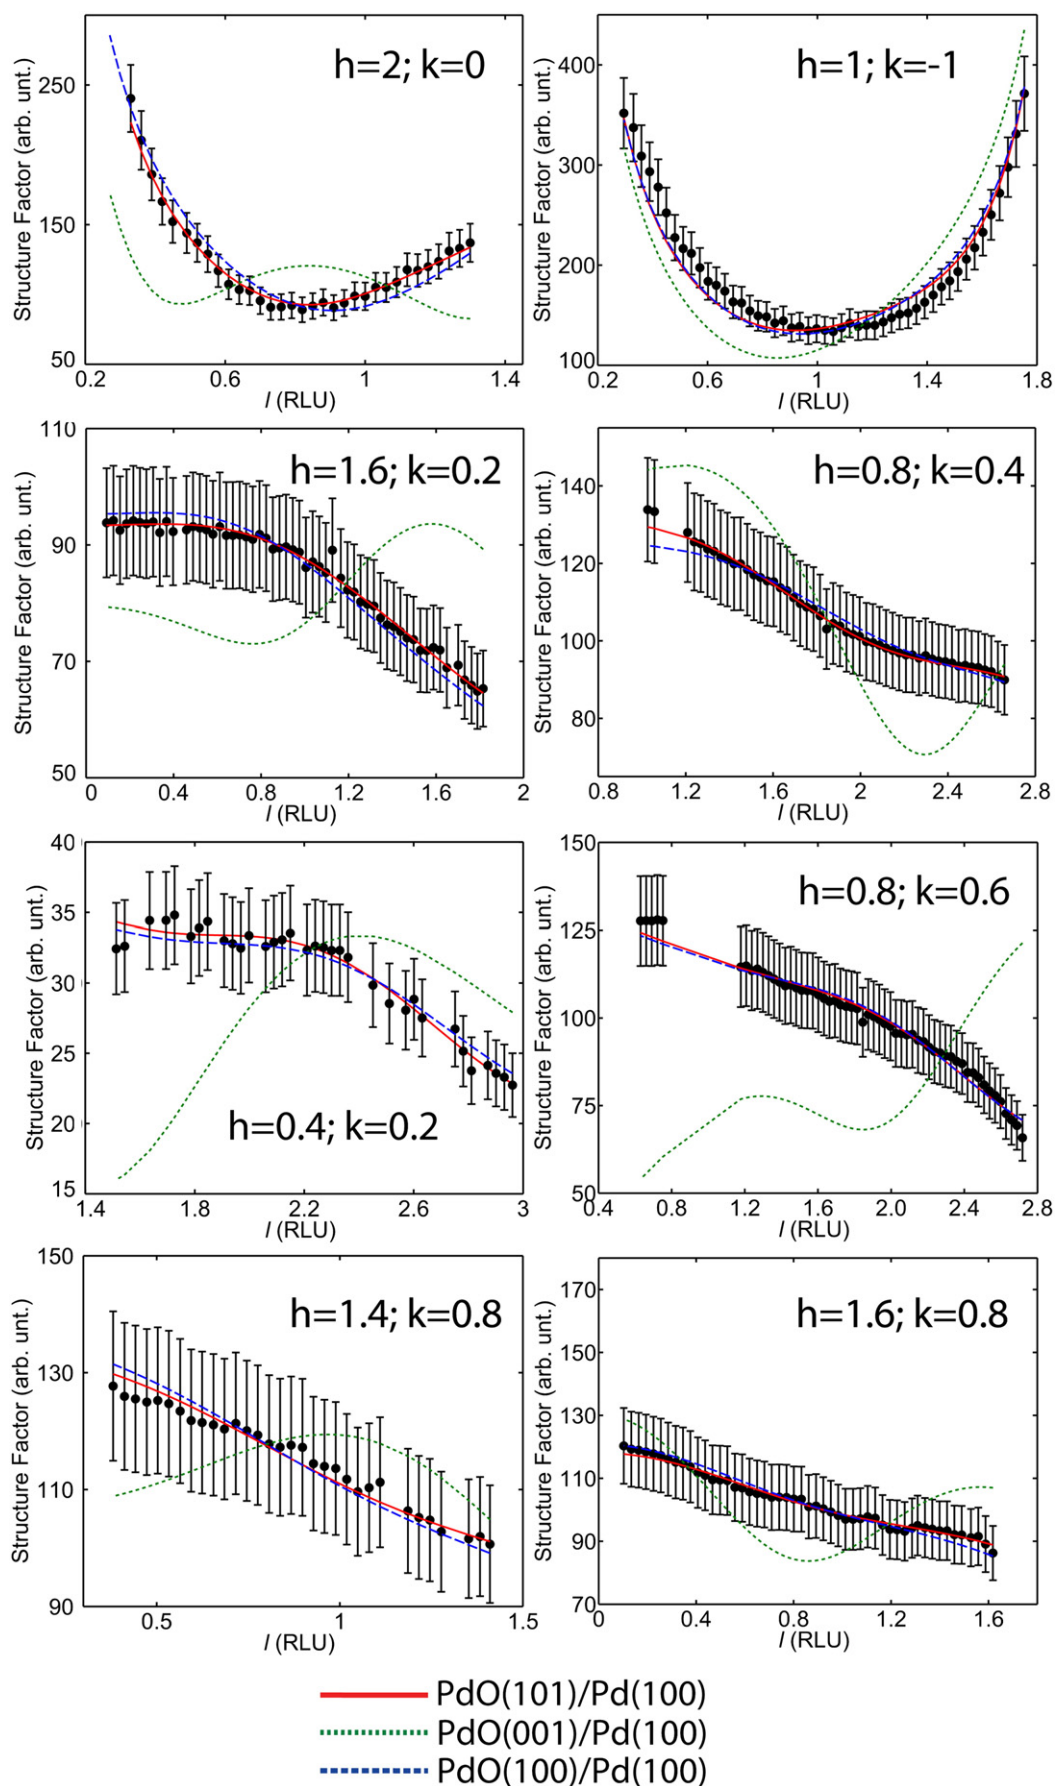 h=2; k=0
Structure Factor (arb. unt.)
250
150
50
0.2 0.6 1 1.4
l (RLU)
h=1; k=-1
Structure Factor (arb. unt.)
400
300
200
100
0.2 0.6 1 1.4 1.8
l (RLU)
h=1.6; k=0.2
Structure Factor (arb. unt.)
110
90
70
50
0 0.4 0.8 1.2 1.6 2
l (RLU)
h=0.8; k=0.4
Structure Factor (arb. unt.)
140
120
100
80
0.8 1.2 1.6 2 2.4 2.8
l (RLU)
h=0.4; k=0.2
Structure Factor (arb. unt.)
40
35
30
25
20
15
1.4 1.8 2.2 2.6 3
l (RLU)
h=0.8; k=0.6
Structure Factor (arb. unt.)
150
125
100
75
50
0.4 1.2 1.6 2.0 2.4 2.8
l (RLU)
h=1.4; k=0.8
Structure Factor (arb. unt.)
150
130
110
90
0.5 1 1.5
l (RLU)
h=1.6; k=0.8
Structure Factor (arb. unt.)
170
150
130
110
90
70
0 0.4 0.8 1.2 1.6
l (RLU)
PdO(101)/Pd(100)
PdO(001)/Pd(100)
PdO(100)/Pd(100)